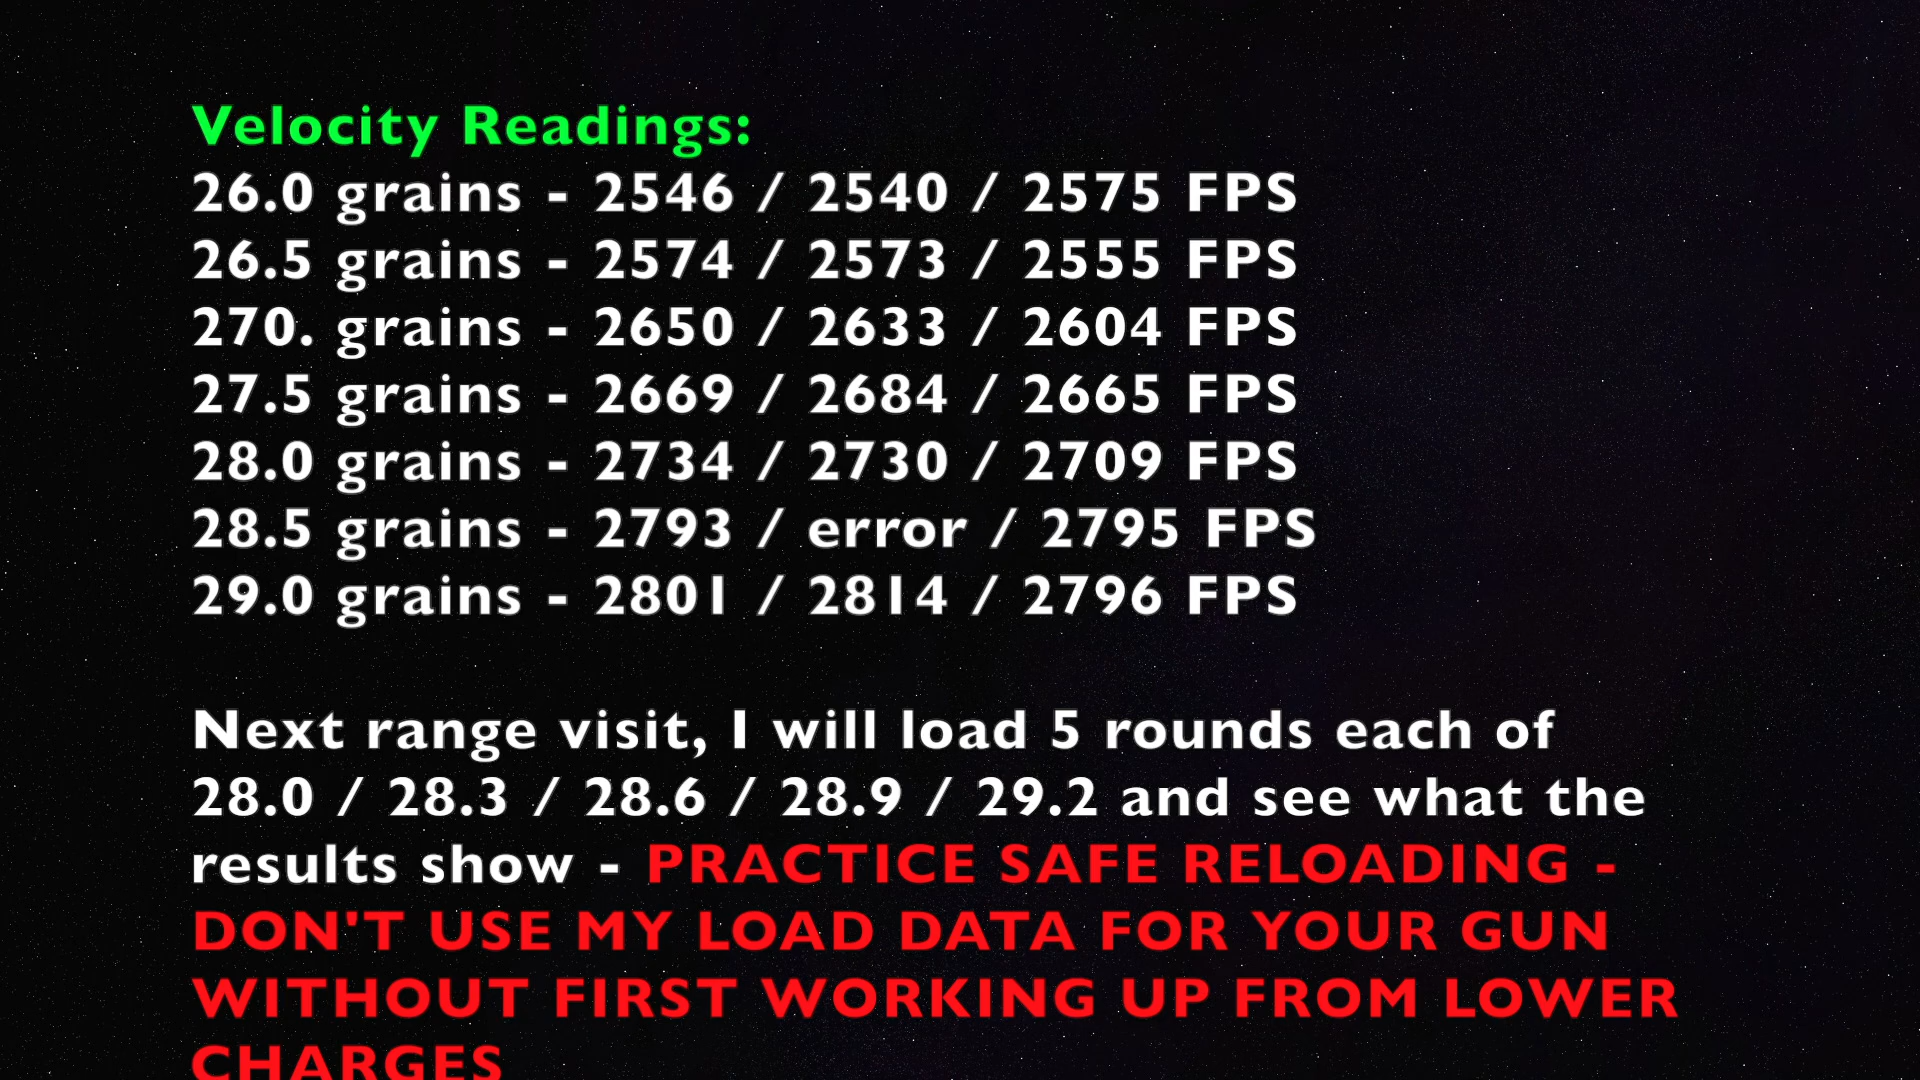 Velocity Readings:
26.0 grains - 2546 / 2540 / 2575 FPS
26.5 grains - 2574 / 2573 / 2555 FPS
270. grains - 2650 / 2633 / 2604 FPS
27.5 grains - 2669 / 2684 / 2665 FPS
28.0 grains - 2734 / 2730 / 2709 FPS
28.5 grains - 2793 / error / 2795 FPS
29.0 grains - 2801 / 2814 / 2796 FPS
Next range visit, I will load 5 rounds each of
28.0 / 28.3 / 28.6 / 28.9 / 29.2 and see what the
results show - PRACTICE SAFE RELOADING -
DON'T USE MY LOAD DATA FOR YOUR GUN
WITHOUT FIRST WORKING UP FROM LOWER
CHARGES